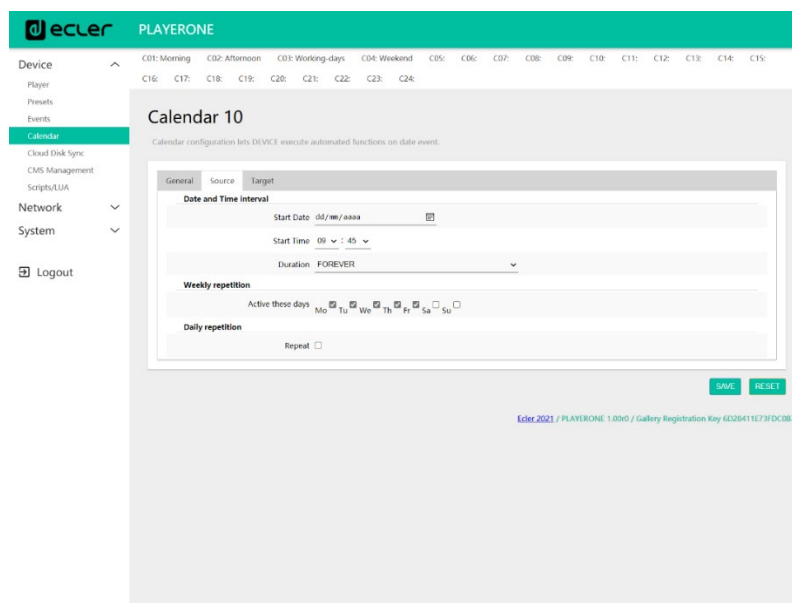 ecler PLAYERONE
Device
Player
Presets
Events
Calendar
Cloud Disk Sync
CMS Management
Scripts/LUA
Network
System
Logout
C01: Morning C02: Afternoon C03: Working-days C04: Weekend C05: C06: C07: C08: C09: C10: C11: C12: C13: C14: C15:
C16: C17: C18: C19: C20: C21: C22: C23: C24:
Calendar 10
Calendar configuration lets DEVICE execute automated functions on date event.
General Source Target
Date and Time interval
Start Date dd/mm/aaaa
Start Time 09 : 45
Duration FOREVER
Weekly repetition
Active these days Mo Tu We Th Fr Sa Su
Daily repetition
Repeat
SAVE RESET
Ecler 2021 / PLAYERONE 1.00r0 / Gallery Registration Key